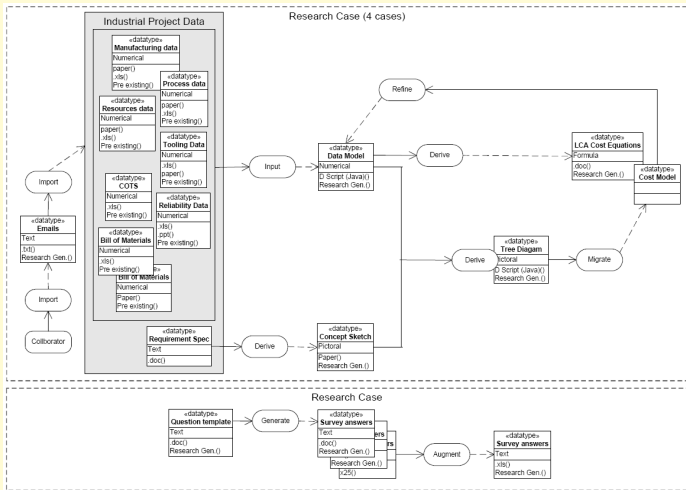 Research Case (4 cases)
Industrial Project Data
«datatype»
Manufacturing data
Numerical
paper()
.xls()
Pre existing()
«datatype»
Process data
Numerical
paper()
.xls()
Pre existing()
«datatype»
Resources data
Numerical
paper()
.xls()
Pre existing()
«datatype»
Tooling Data
Numerical
.xls()
paper()
Pre existing()
«datatype»
COTS
Numerical
.xls()
Pre existing()
«datatype»
Reliability Data
Numerical
.xls()
.ppt()
Pre existing()
«datatype»
Bill of Materials
Numerical
.xls()
Pre existing()
Bill of Materials
Numerical
Paper()
Pre existing()
«datatype»
Requirement Spec
Text
.doc()
Import
«datatype»
Emails
Text
.txt()
Research Gen.()
Import
Collborator
Input
Derive
«datatype»
Data Model
Numerical
D Script (Java)()
Research Gen.()
«datatype»
Concept Sketch
Pictoral
Paper()
Research Gen.()
Refine
Derive
Derive
«datatype»
Tree Diagam
Pictoral
D Script (Java)()
Research Gen.()
Migrate
«datatype»
LCA Cost Equations
Formula
.doc()
Research Gen.()
«datatype»
Cost Model
Research Case
«datatype»
Question template
Text
.doc()
Research Gen.()
Generate
«datatype»
Survey answers
Text
.doc()
Research Gen.()
ers
rs
Research Gen.()
x25()
Augment
«datatype»
Survey answers
Text
.xls()
Research Gen.()